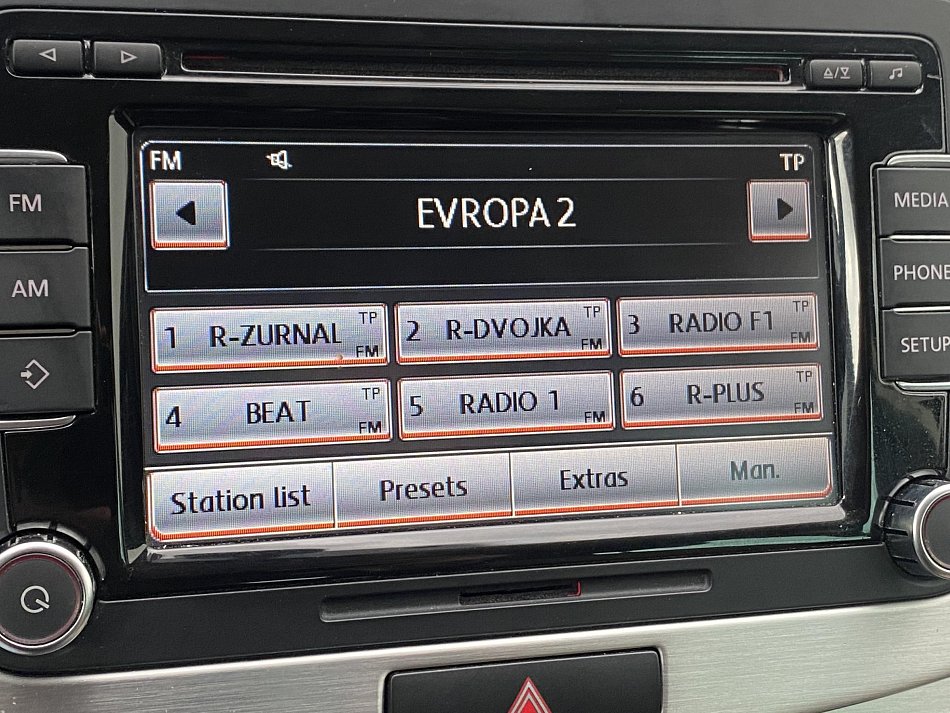 FM TP
EVROPA 2
FM
AM
MEDIA
PHONE
SETUP
1 R-ZURNAL TP FM
2 R-DVOJKA TP FM
3 RADIO F1 TP FM
4 BEAT TP FM
5 RADIO 1 FM
6 R-PLUS TP FM
Station list Presets Extras Man.